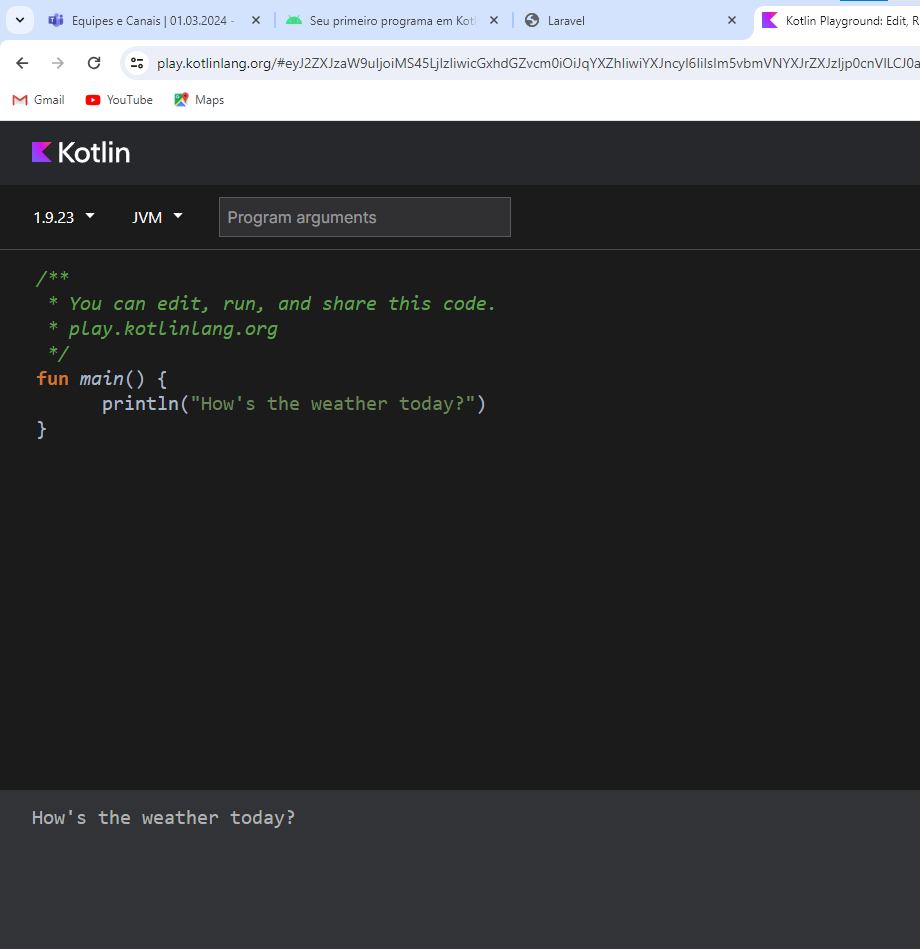 Equipes e Canais | 01.03.2024 -
Seu primeiro programa em Kotl
Laravel
Kotlin Playground: Edit, R
play.kotlinlang.org/
Gmail
YouTube
Maps
Kotlin
1.9.23
JVM
Program arguments
/**
* You can edit, run, and share this code.
* play.kotlinlang.org
*/
fun main() {
println("How's the weather today?")
}
How's the weather today?